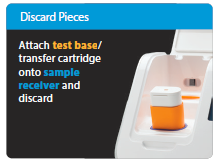 Discard Pieces
Attach test base/
transfer cartridge
onto sample
receiver and
discard